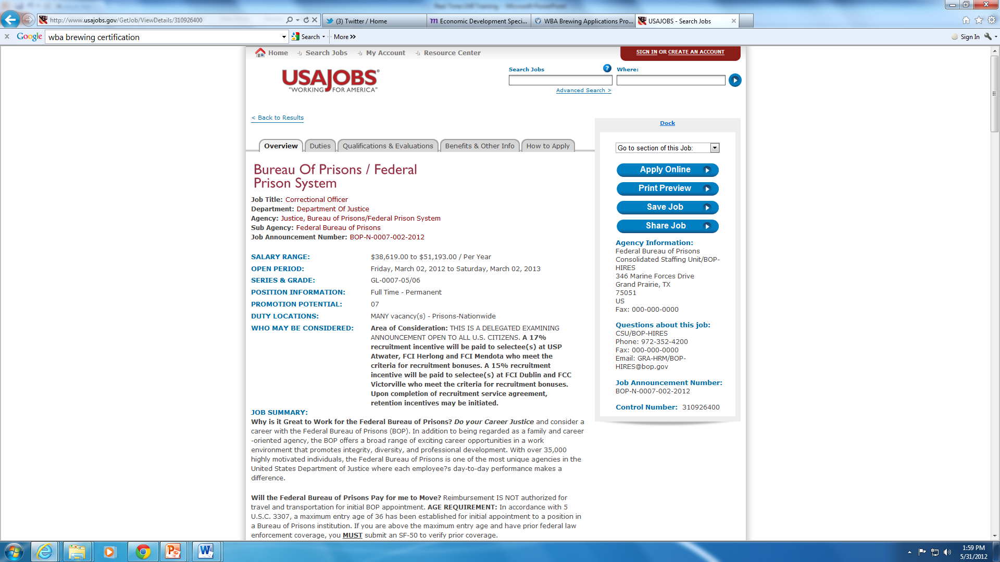 Real Time LMI Training - Microsoft PowerPoint
http://www.usajobs.gov/GetJob/ViewDetails/310926400
(3) Twitter / Home
Economic Development Speci...
WBA Brewing Applications Pro...
USAJOBS - Search Jobs
Google
wba brewing certification
Search
More »
Sign In
Home
Search Jobs
My Account
Resource Center
SIGN IN OR CREATE AN ACCOUNT
USAJOBS®
"WORKING FOR AMERICA"
Search Jobs
?
Where:
Advanced Search >
< Back to Results
Dock
Overview
Duties
Qualifications & Evaluations
Benefits & Other Info
How to Apply
Bureau Of Prisons / Federal
Prison System
Job Title: Correctional Officer
Department: Department Of Justice
Agency: Justice, Bureau of Prisons/Federal Prison System
Sub Agency: Federal Bureau of Prisons
Job Announcement Number: BOP-N-0007-002-2012
SALARY RANGE: $38,619.00 to $51,193.00 / Per Year
OPEN PERIOD: Friday, March 02, 2012 to Saturday, March 02, 2013
SERIES & GRADE: GL-0007-05/06
POSITION INFORMATION: Full Time - Permanent
PROMOTION POTENTIAL: 07
DUTY LOCATIONS: MANY vacancy(s) - Prisons-Nationwide
WHO MAY BE CONSIDERED: Area of Consideration: THIS IS A DELEGATED EXAMINING
ANNOUNCEMENT OPEN TO ALL U.S. CITIZENS. A 17%
recruitment incentive will be paid to selectee(s) at USP
Atwater, FCI Herlong and FCI Mendota who meet the
criteria for recruitment bonuses. A 15% recruitment
incentive will be paid to selectee(s) at FCI Dublin and FCC
Victorville who meet the criteria for recruitment bonuses.
Upon completion of recruitment service agreement,
retention incentives may be initiated.
JOB SUMMARY:
Why is it Great to Work for the Federal Bureau of Prisons? Do your Career Justice and consider a
career with the Federal Bureau of Prisons (BOP). In addition to being regarded as a family and career
-oriented agency, the BOP offers a broad range of exciting career opportunities in a work
environment that promotes integrity, diversity, and professional development. With over 35,000
highly motivated individuals, the Federal Bureau of Prisons is one of the most unique agencies in the
United States Department of Justice where each employee?s day-to-day performance makes a
difference.
Will the Federal Bureau of Prisons Pay for me to Move? Reimbursement IS NOT authorized for
travel and transportation for initial BOP appointment. AGE REQUIREMENT: In accordance with 5
U.S.C. 3307, a maximum entry age of 36 has been established for initial appointment to a position in
a Bureau of Prisons institution. If you are above the maximum entry age and have prior federal law
enforcement coverage, you MUST submit an SF-50 to verify prior coverage.
Go to section of this Job:
Apply Online
Print Preview
Save Job
Share Job
Agency Information:
Federal Bureau of Prisons
Consolidated Staffing Unit/BOP-
HIRES
346 Marine Forces Drive
Grand Prairie, TX
75051
US
Fax: 000-000-0000
Questions about this job:
CSU/BOP-HIRES
Phone: 972-352-4200
Fax: 000-000-0000
Email: GRA-HRM/BOP-
HIRES@bop.gov
Job Announcement Number:
BOP-N-0007-002-2012
Control Number: 310926400
1:59 PM
5/31/2012